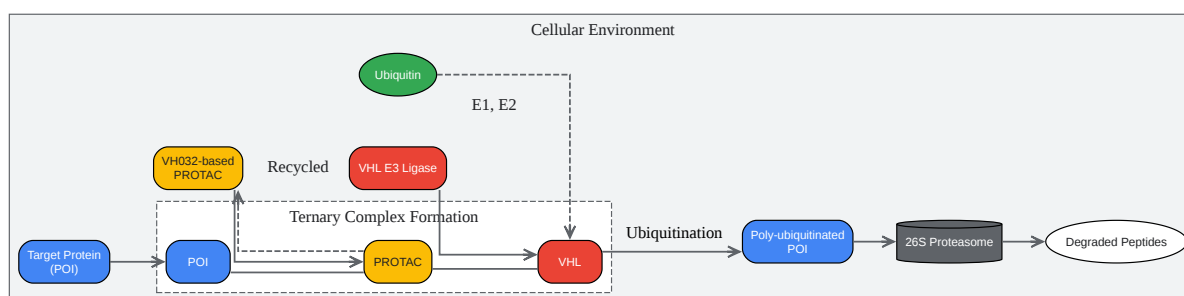 Cellular Environment
Ubiquitin
E1, E2
VH032-based
PROTAC
Recycled
VHL E3 Ligase
Ternary Complex Formation
Target Protein
(POI)
POI
PROTAC
VHL
Ubiquitination
Poly-ubiquitinated
POI
26S Proteasome
Degraded Peptides